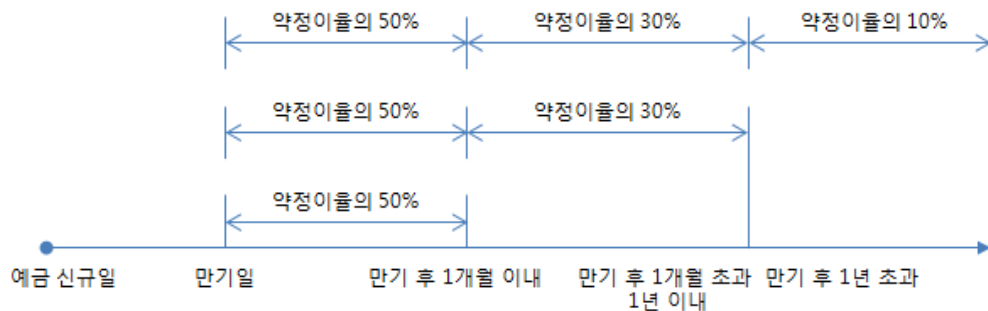 약정이율의 50%
약정이율의 30%
약정이율의 10%
약정이율의 50%
약정이율의 30%
약정이율의 50%
예금 신규일
만기일
만기 후 1개월 이내
만기 후 1개월 초과
1년 이내
만기 후 1년 초과